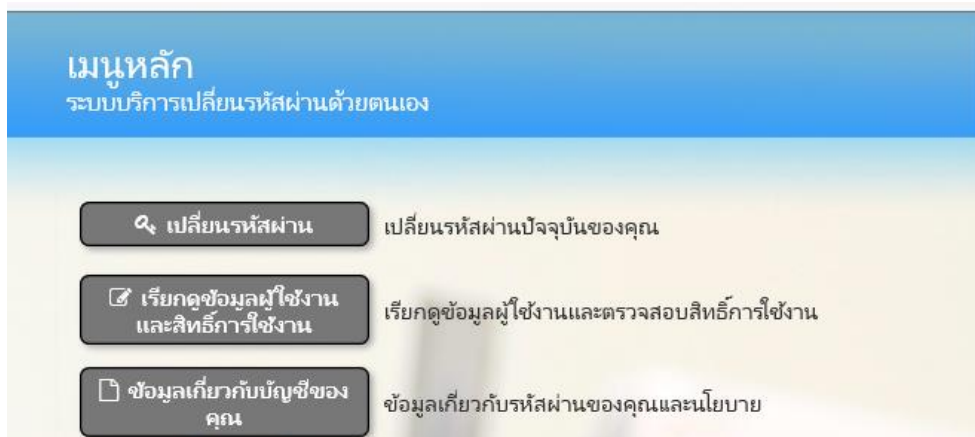 เมนูหลัก
ระบบบริการเปลี่ยนรหัสผ่านด้วยตนเอง
เปลี่ยนรหัสผ่าน เปลี่ยนรหัสผ่านปัจจุบันของคุณ
เรียกดูข้อมูลผู้ใช้งาน
และสิทธิ์การใช้งาน
เรียกดูข้อมูลผู้ใช้งานและตรวจสอบสิทธิ์การใช้งาน
ข้อมูลเกี่ยวกับบัญชีของ
คุณ
ข้อมูลเกี่ยวกับรหัสผ่านของคุณและนโยบาย